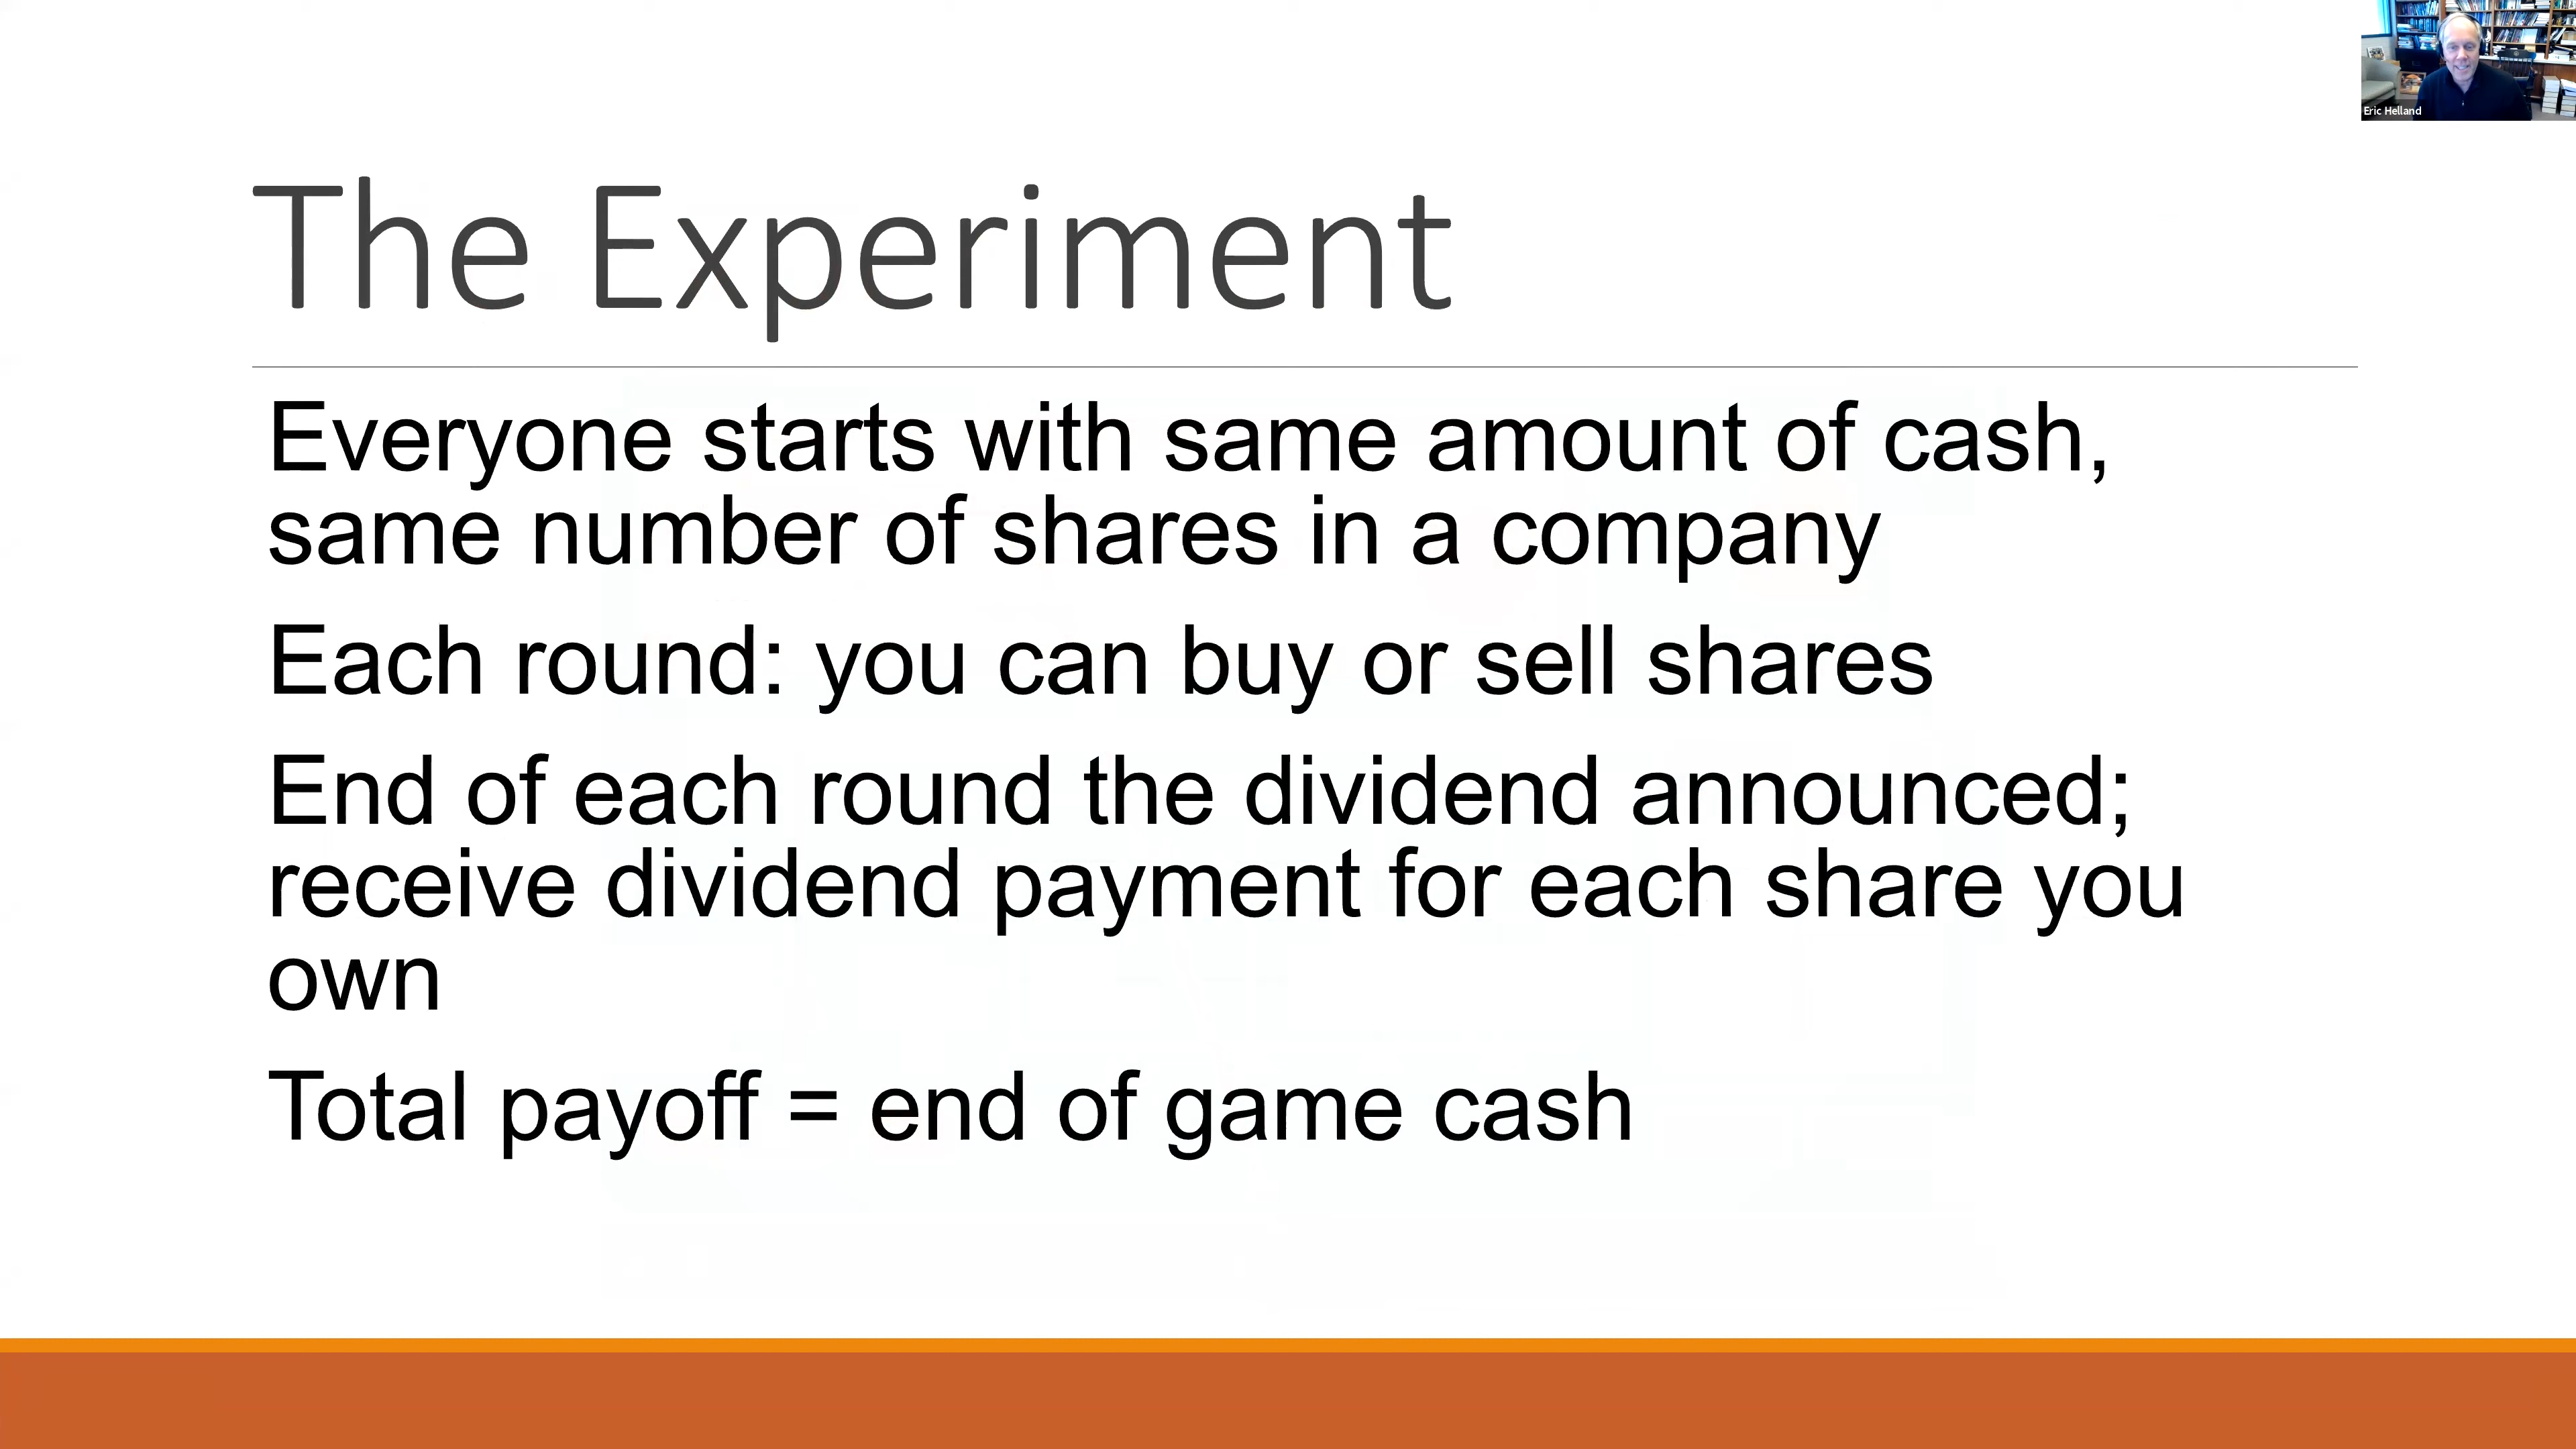 Eric Helland
The Experiment
Everyone starts with same amount of cash,
same number of shares in a company
Each round: you can buy or sell shares
End of each round the dividend announced;
receive dividend payment for each share you
own
Total payoff = end of game cash